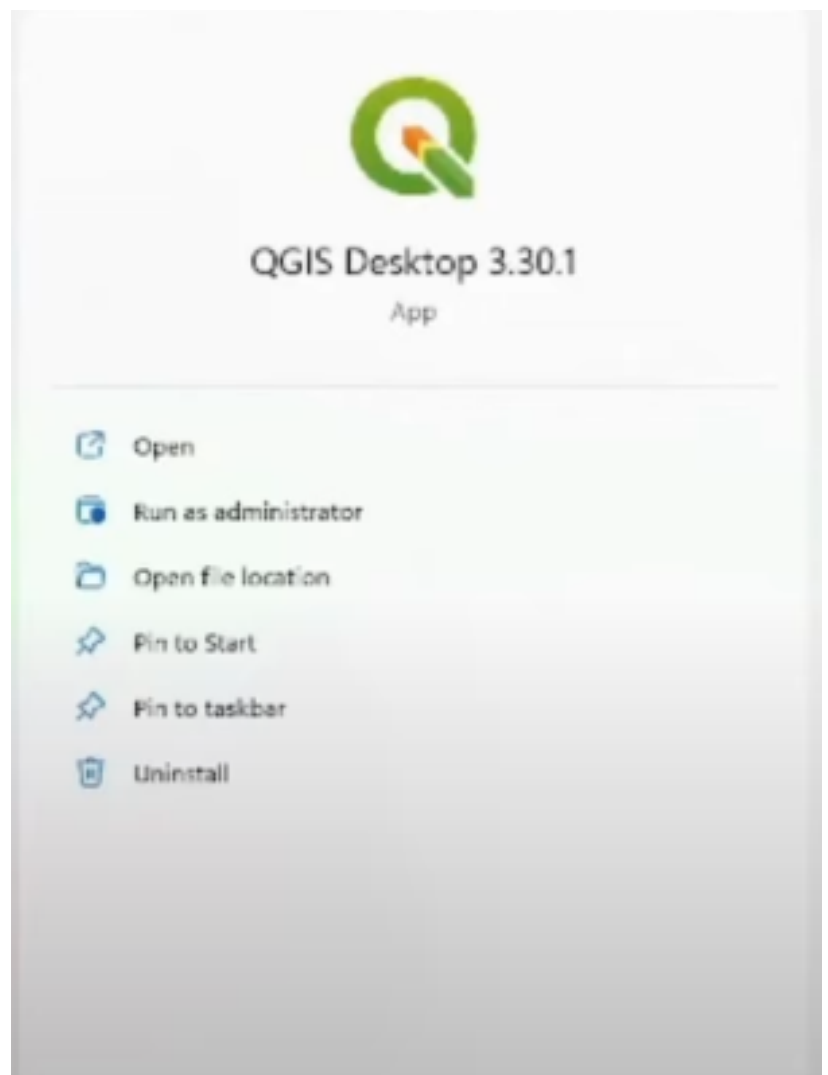 QGIS Desktop 3.30.1
App
Open
Run as administrator
Open file location
Pin to Start
Pin to taskbar
Uninstall